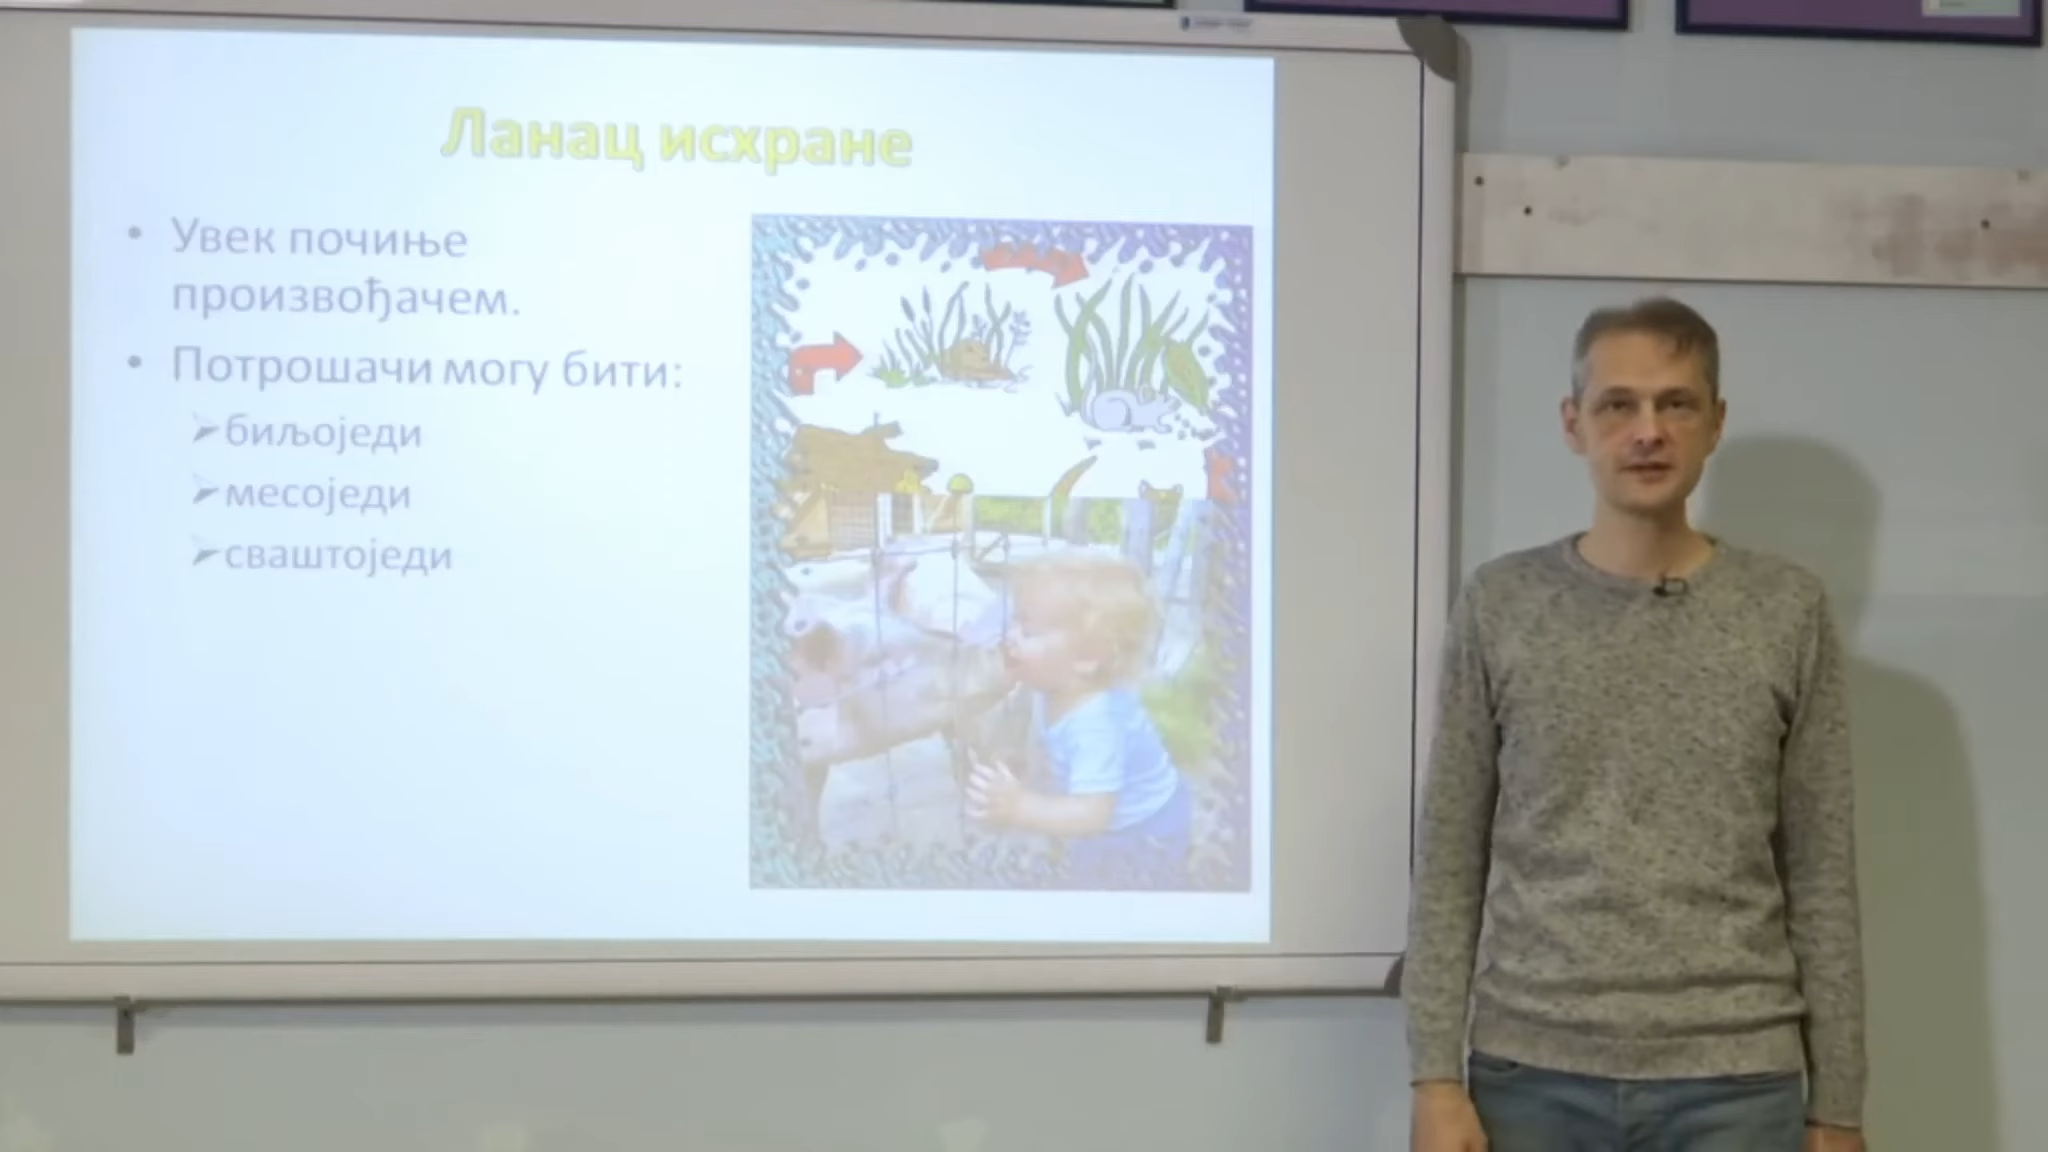 Ланац исхране
• Увек почиње
произвођачем.
• Потрошачи могу бити:
➢биљоједи
➢месоједи
➢сваштоједи